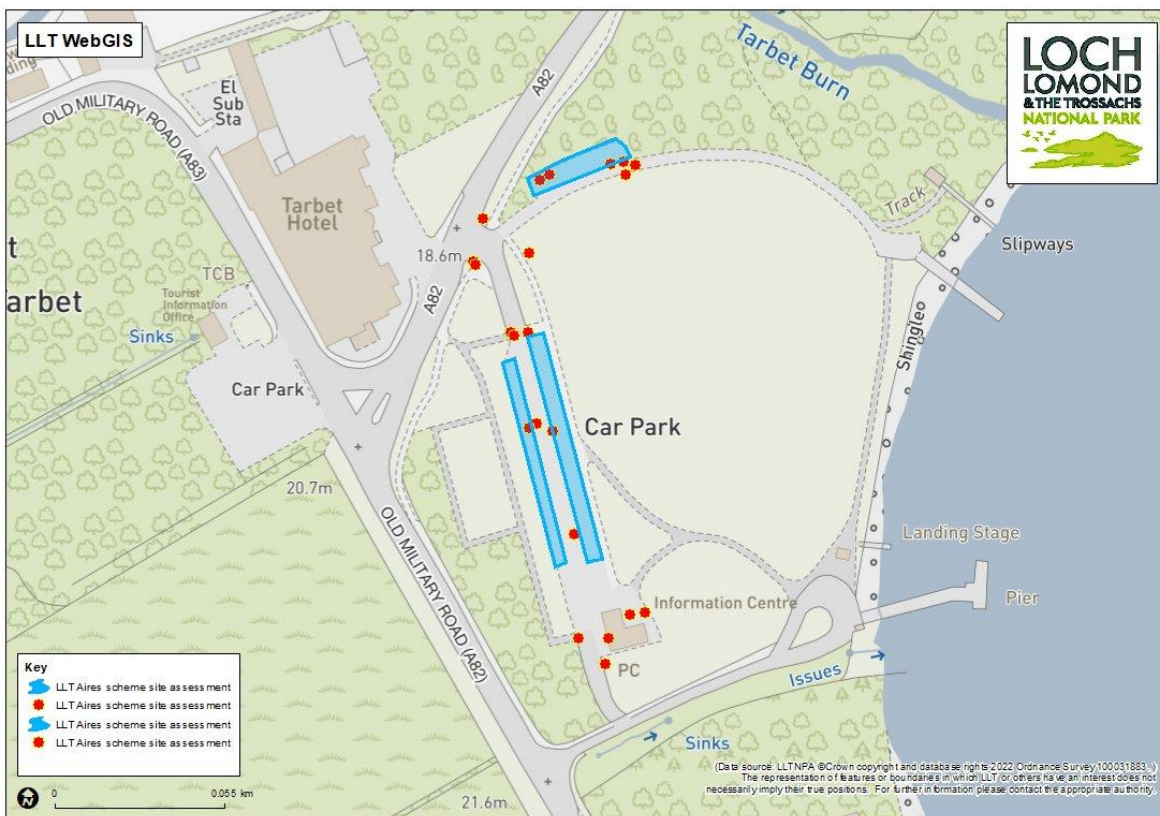 LLT WebGIS
LOCH
LOMOND
& THE TROSSACHS
NATIONAL PARK
Tarbet Burn
A82
El
Sub
Sta
OLD MILITARY ROAD (A83)
Tarbet
Hotel
Track
Slipways
18.6m
TCB
Tourist
Information
Office
arbet
Sinks
A82
Shingle
Car Park
Car Park
20.7m
OLD MILITARY ROAD (A82)
Landing Stage
Information Centre
Pier
PC
Issues
Sinks
21.6m
Key
LLT Aires scheme site assessment
LLT Aires scheme site assessment
LLT Aires scheme site assessment
LLT Aires scheme site assessment
0 0.055 km
(Data source: LLTNPA ©Crown copyright and database rights 2022 Ordnance Survey 100031883.)
The representation of features or boundaries in which LLT or others have an interest does not
necessarily imply their true positions. For further information please contact the appropriate authority.